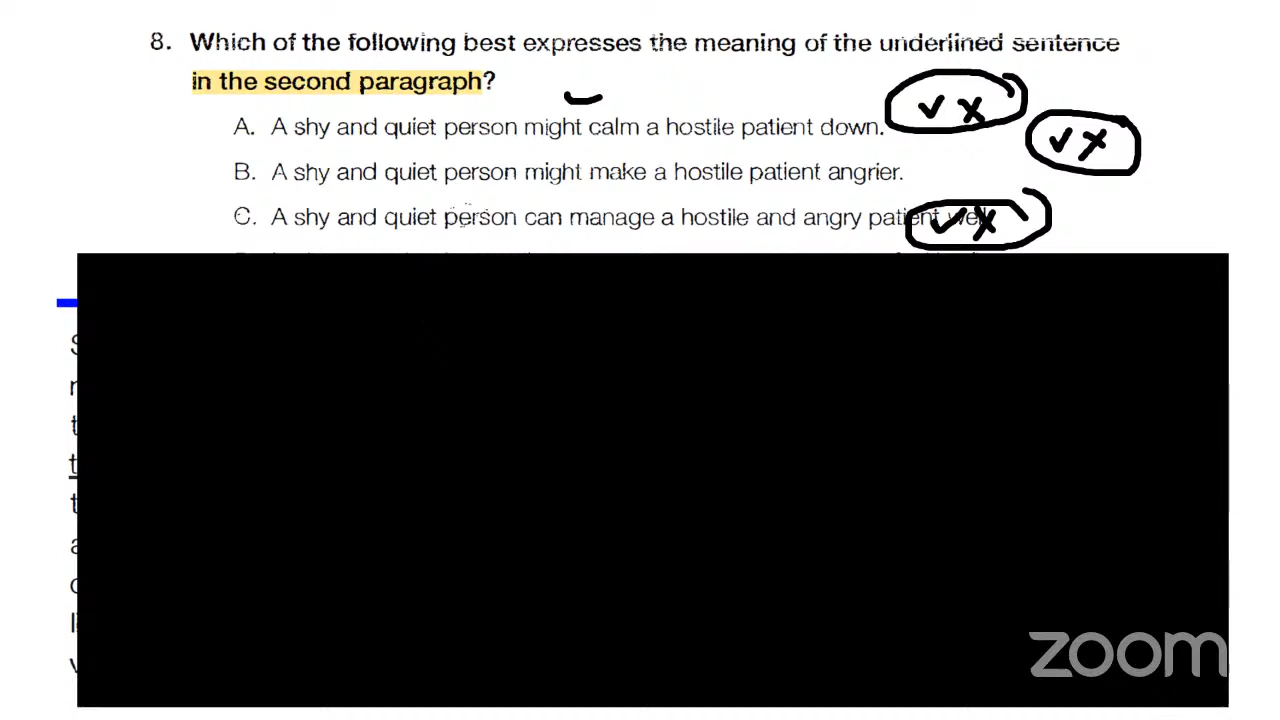 8. Which of the following best expresses the meaning of the underlined sentence
in the second paragraph?
A. A shy and quiet person might calm a hostile patient down.
B. A shy and quiet person might make a hostile patient angrier.
C. A shy and quiet person can manage a hostile and angry patient well.
zoom